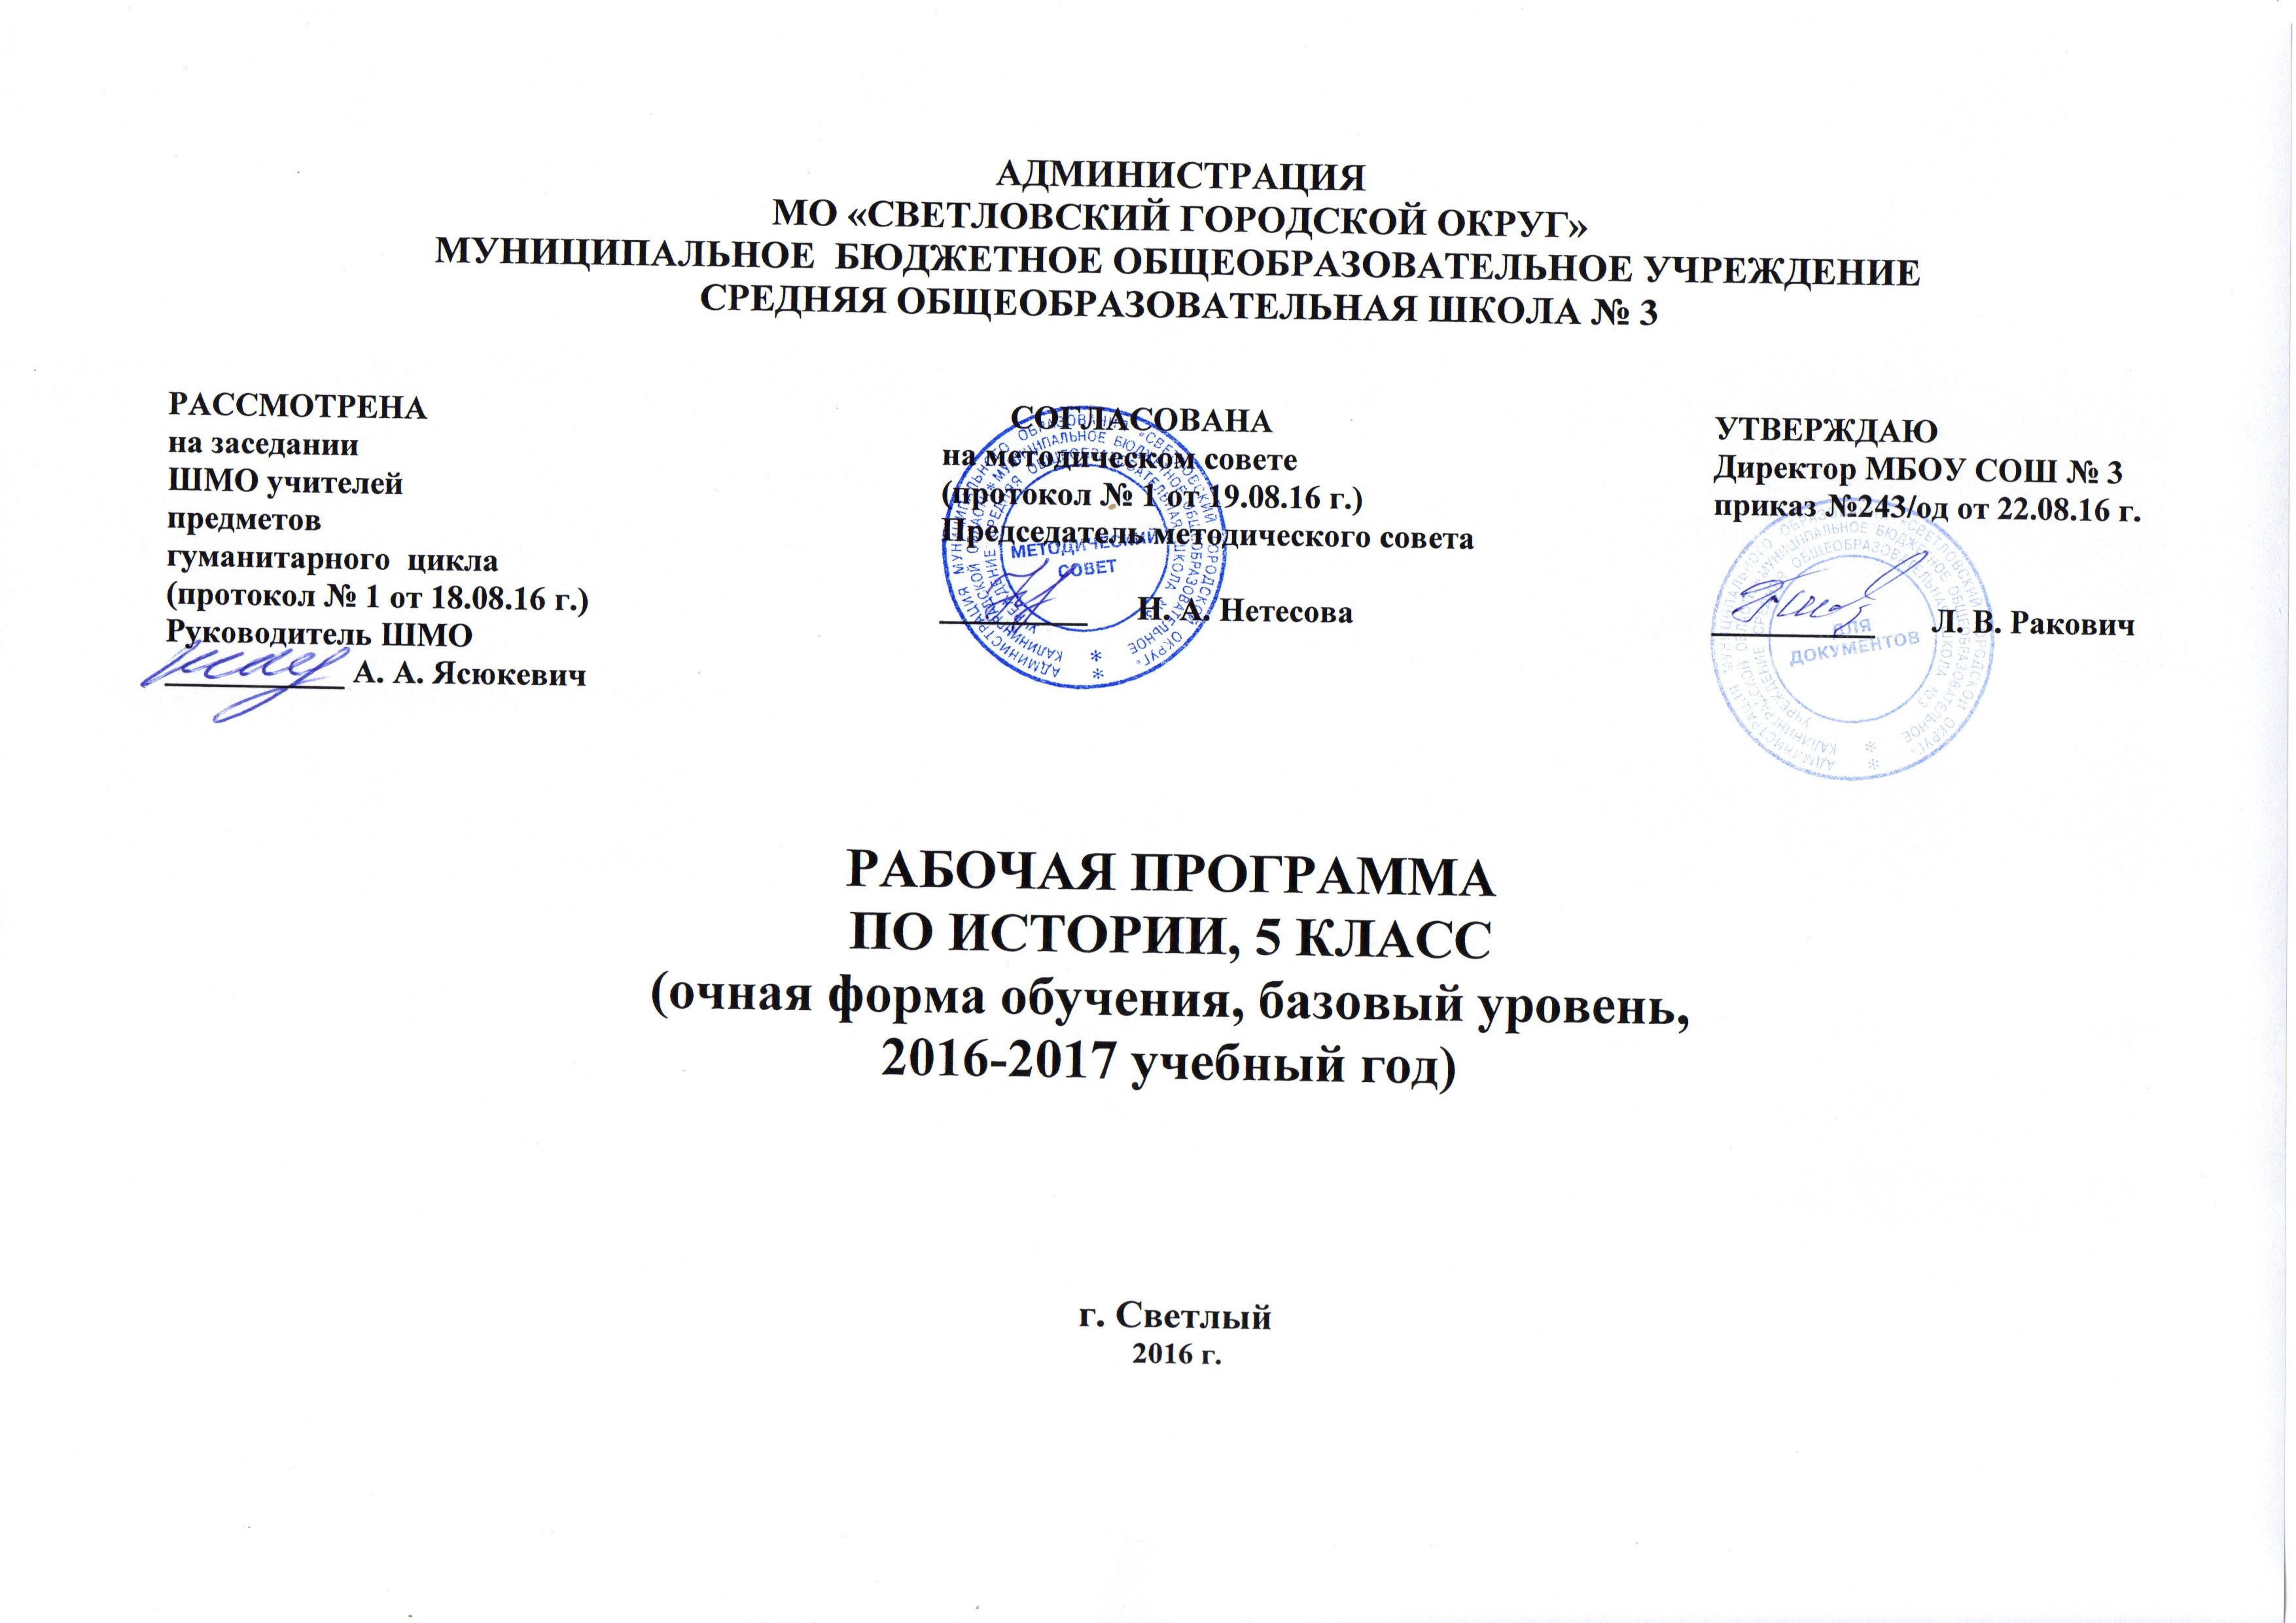 АДМИНИСТРАЦИЯ
МО «СВЕТЛОВСКИЙ ГОРОДСКОЙ ОКРУГ»
МУНИЦИПАЛЬНОЕ БЮДЖЕТНОЕ ОБЩЕОБРАЗОВАТЕЛЬНОЕ УЧРЕЖДЕНИЕ
СРЕДНЯЯ ОБЩЕОБРАЗОВАТЕЛЬНАЯ ШКОЛА № 3
РАССМОТРЕНА
на заседании
ШМО учителей
предметов
гуманитарного цикла
(протокол № 1 от 18.08.16 г.)
Руководитель ШМО
А. А. Ясюкевич
СОГЛАСОВАНА
на методическом совете
(протокол № 1 от 19.08.16 г.)
Председатель методического совета
Н. А. Нетесова
МЕТОДИЧЕСКИЙ
СОВЕТ
УТВЕРЖДАЮ
Директор МБОУ СОШ № 3
приказ №243/од от 22.08.16 г.
Л. В. Ракович
ДЛЯ
ДОКУМЕНТОВ
РАБОЧАЯ ПРОГРАММА
ПО ИСТОРИИ, 5 КЛАСС
(очная форма обучения, базовый уровень,
2016-2017 учебный год)
г. Светлый
2016 г.